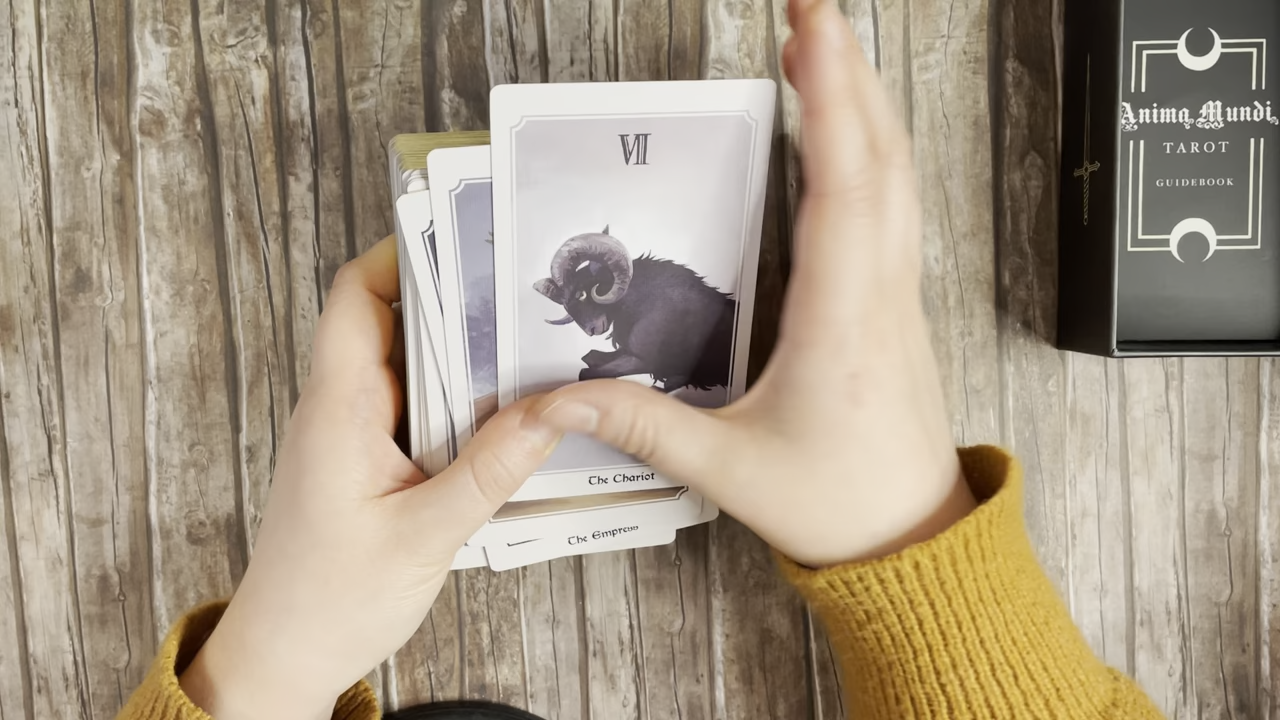 VII
The Chariot
The Empress
Anima Mundi
TAROT
GUIDEBOOK